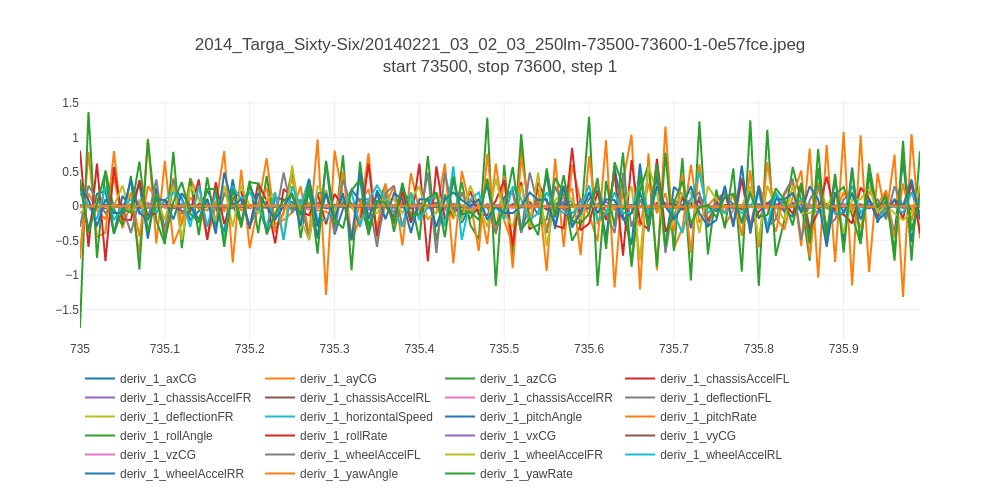 2014_Targa_Sixty-Six/20140221_03_02_03_250lm-73500-73600-1-0e57fce.jpeg
start 73500, stop 73600, step 1
1.5
1
0.5
0
−0.5
−1
−1.5
735 735.1 735.2 735.3 735.4 735.5 735.6 735.7 735.8 735.9
deriv_1_axCG deriv_1_ayCG deriv_1_azCG deriv_1_chassisAccelFL
deriv_1_chassisAccelFR deriv_1_chassisAccelRL deriv_1_chassisAccelRR deriv_1_deflectionFL
deriv_1_deflectionFR deriv_1_horizontalSpeed deriv_1_pitchAngle deriv_1_pitchRate
deriv_1_rollAngle deriv_1_rollRate deriv_1_vxCG deriv_1_vyCG
deriv_1_vzCG deriv_1_wheelAccelFL deriv_1_wheelAccelFR deriv_1_wheelAccelRL
deriv_1_wheelAccelRR deriv_1_yawAngle deriv_1_yawRate